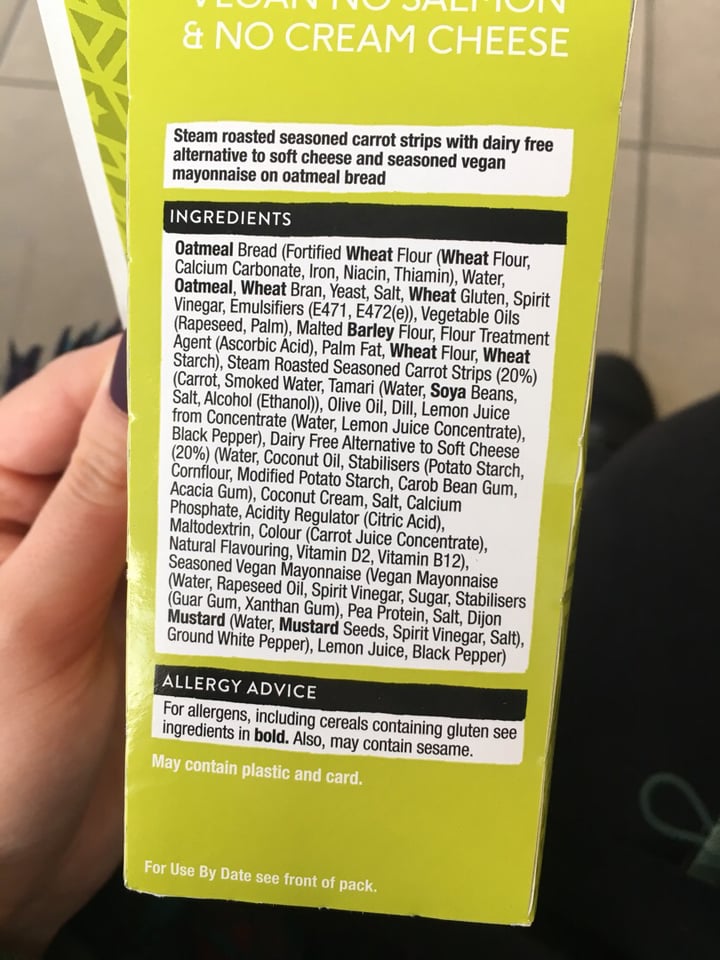 VEGAN NO SALMON
& NO CREAM CHEESE
Steam roasted seasoned carrot strips with dairy free
alternative to soft cheese and seasoned vegan
mayonnaise on oatmeal bread
INGREDIENTS
Oatmeal Bread (Fortified Wheat Flour (Wheat Flour,
Calcium Carbonate, Iron, Niacin, Thiamin), Water,
Oatmeal, Wheat Bran, Yeast, Salt, Wheat Gluten, Spirit
Vinegar, Emulsifiers (E471, E472(e)), Vegetable Oils
(Rapeseed, Palm), Malted Barley Flour, Flour Treatment
Agent (Ascorbic Acid), Palm Fat, Wheat Flour, Wheat
Starch), Steam Roasted Seasoned Carrot Strips (20%)
(Carrot, Smoked Water, Tamari (Water, Soya Beans,
Salt, Alcohol (Ethanol)), Olive Oil, Dill, Lemon Juice
from Concentrate (Water, Lemon Juice Concentrate),
Black Pepper), Dairy Free Alternative to Soft Cheese
(20%) (Water, Coconut Oil, Stabilisers (Potato Starch,
Cornflour, Modified Potato Starch, Carob Bean Gum,
Acacia Gum), Coconut Cream, Salt, Calcium
Phosphate, Acidity Regulator (Citric Acid),
Maltodextrin, Colour (Carrot Juice Concentrate),
Natural Flavouring, Vitamin D2, Vitamin B12),
Seasoned Vegan Mayonnaise (Vegan Mayonnaise
(Water, Rapeseed Oil, Spirit Vinegar, Sugar, Stabilisers
(Guar Gum, Xanthan Gum), Pea Protein, Salt, Dijon
Mustard (Water, Mustard Seeds, Spirit Vinegar, Salt),
Ground White Pepper), Lemon Juice, Black Pepper)
ALLERGY ADVICE
For allergens, including cereals containing gluten see
ingredients in bold. Also, may contain sesame.
May contain plastic and card.
For Use By Date see front of pack.